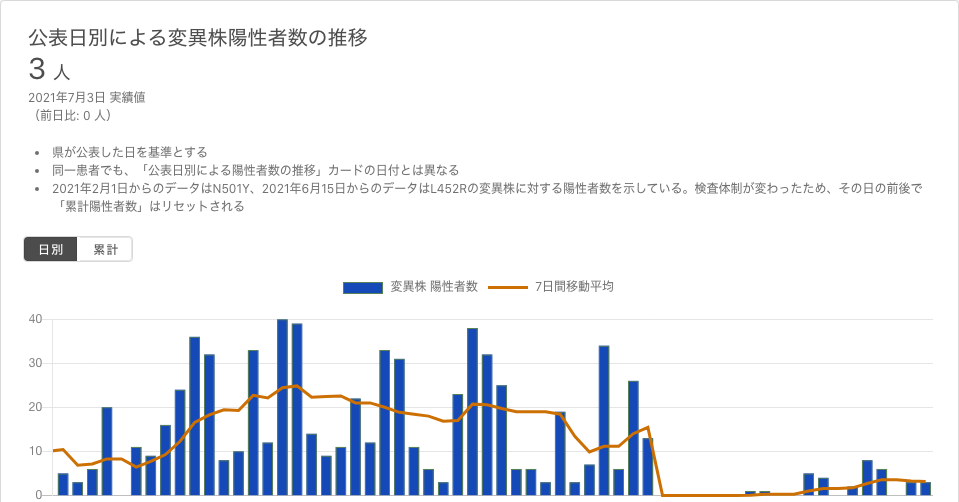 公表日別による変異株陽性者数の推移
3 人
2021年7月3日 実績値
（前日比: 0 人）
• 県が公表した日を基準とする
• 同一患者でも、「公表日別による陽性者数の推移」カードの日付とは異なる
• 2021年2月1日からのデータはN501Y、2021年6月15日からのデータはL452Rの変異株に対する陽性者数を示している。検査体制が変わったため、その日の前後で
「累計陽性者数」はリセットされる
日別 累計
変異株 陽性者数 7日間移動平均
40
30
20
10
0